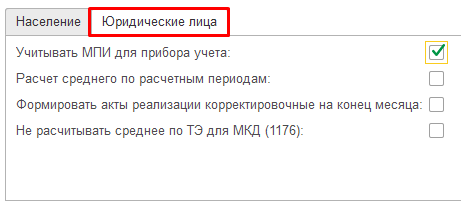 Население Юридические лица
Учитывать МПИ для прибора учета:
Расчет среднего по расчетным периодам:
Формировать акты реализации корректировочные на конец месяца:
Не расчитывать среднее по ТЭ для МКД (1176):